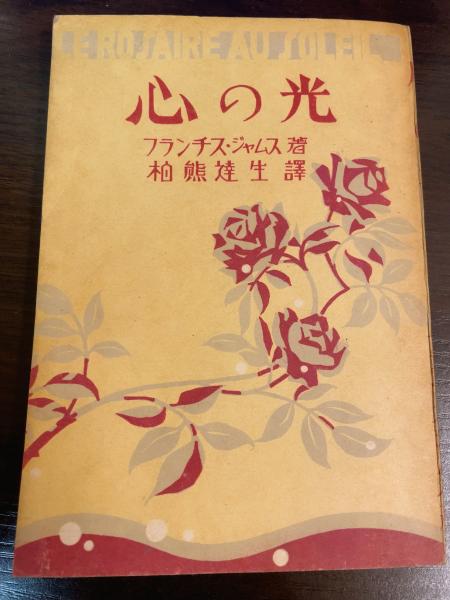 LE ROSAIRE AU SOLEIL
心の光
フランチス・ジャムス 著
柏熊達生 譯